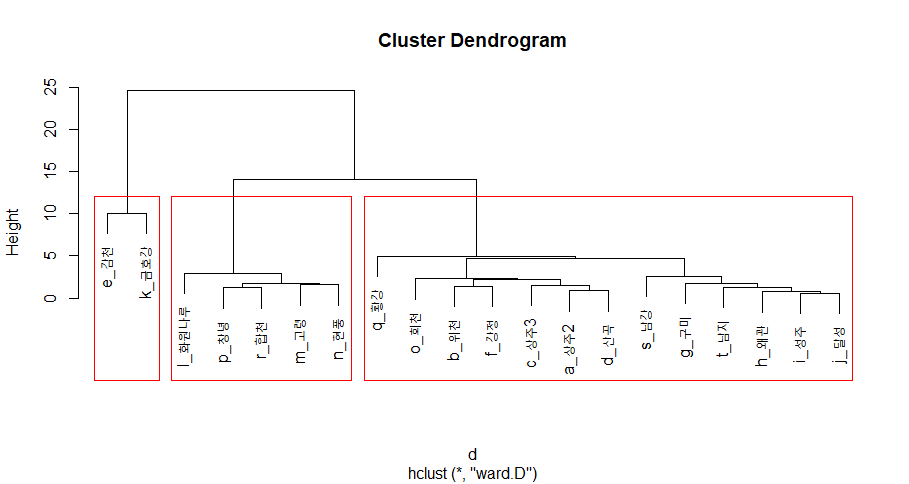 Cluster Dendrogram
Height
25
20
15
10
5
0
e_감천
k_금호강
l_화원나루
p_창녕
r_합천
m_고령
n_현풍
q_황강
o_회천
b_위천
f_강정
c_상주3
a_상주2
d_산곡
s_남강
g_구미
t_남지
h_왜관
i_성주
j_달성
d
hclust (*, "ward.D")